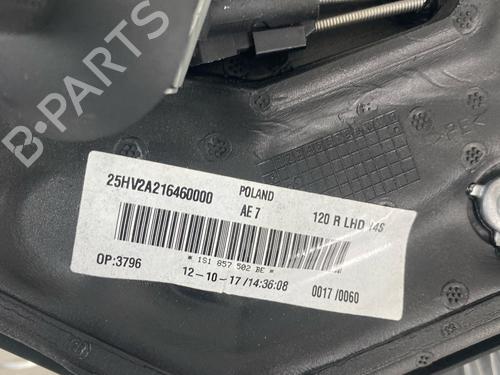 25HV2A216460000 POLAND
AE 7 120 R LHD I4S
* 1S1 857 502 BE *
OP:3796 12-10-17/14:36:08 0017/0060
B-PARTS